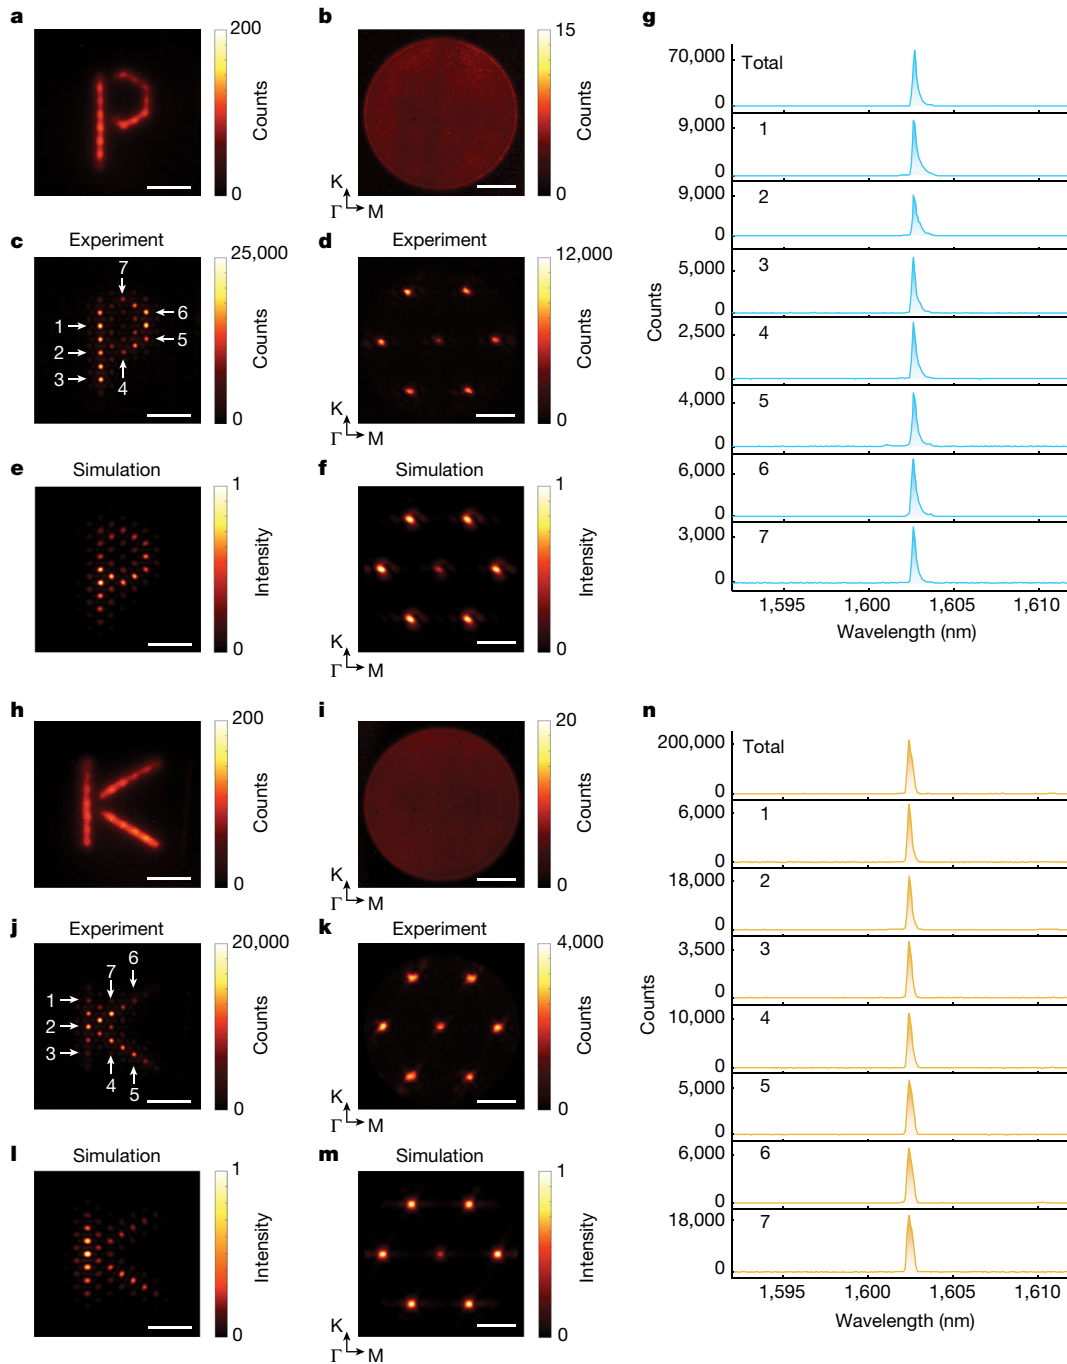 a
200
Counts
0
b
15
Counts
0
K
Γ M
c
Experiment
25,000
7
1
6
2
5
3
4
Counts
0
d
Experiment
12,000
Counts
0
K
Γ M
e
Simulation
1
Intensity
0
f
Simulation
1
Intensity
0
K
Γ M
g
70,000
Total
0
9,000
1
0
9,000
2
0
5,000
3
0
2,500
4
0
4,000
5
0
6,000
6
0
3,000
7
0
Counts
1,595 1,600 1,605 1,610
Wavelength (nm)
h
200
Counts
0
i
20
Counts
0
K
Γ M
j
Experiment
20,000
6
7
1
2
3
4
5
Counts
0
k
Experiment
4,000
Counts
0
K
Γ M
l
Simulation
1
Intensity
0
m
Simulation
1
Intensity
0
K
Γ M
n
200,000
Total
0
6,000
1
0
18,000
2
0
3,500
3
0
10,000
4
0
5,000
5
0
6,000
6
0
18,000
7
0
Counts
1,595 1,600 1,605 1,610
Wavelength (nm)